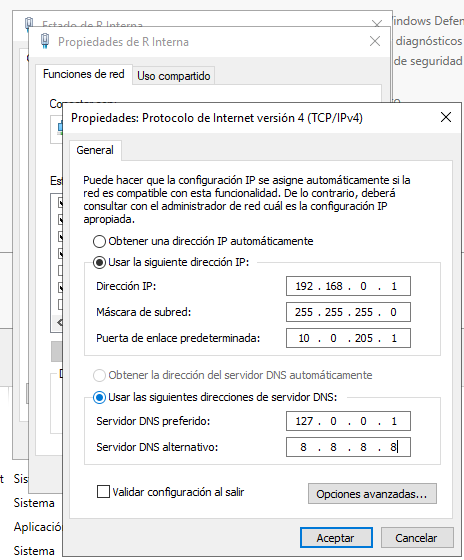 Estado de R Interna
Propiedades de R Interna
Windows Defen
diagnósticos
de seguridad
Funciones de red
Uso compartido
Propiedades: Protocolo de Internet versión 4 (TCP/IPv4)
General
Puede hacer que la configuración IP se asigne automáticamente si la
red es compatible con esta funcionalidad. De lo contrario, deberá
consultar con el administrador de red cuál es la configuración IP
apropiada.
Obtener una dirección IP automáticamente
Usar la siguiente dirección IP:
Dirección IP: 192 . 168 . 0 . 1
Máscara de subred: 255 . 255 . 255 . 0
Puerta de enlace predeterminada: 10 . 0 . 205 . 1
Obtener la dirección del servidor DNS automáticamente
Usar las siguientes direcciones de servidor DNS:
Servidor DNS preferido: 127 . 0 . 0 . 1
Servidor DNS alternativo: 8 . 8 . 8 . 8
Validar configuración al salir
Opciones avanzadas...
Aceptar
Cancelar
Sistema
Aplicació
Sistema